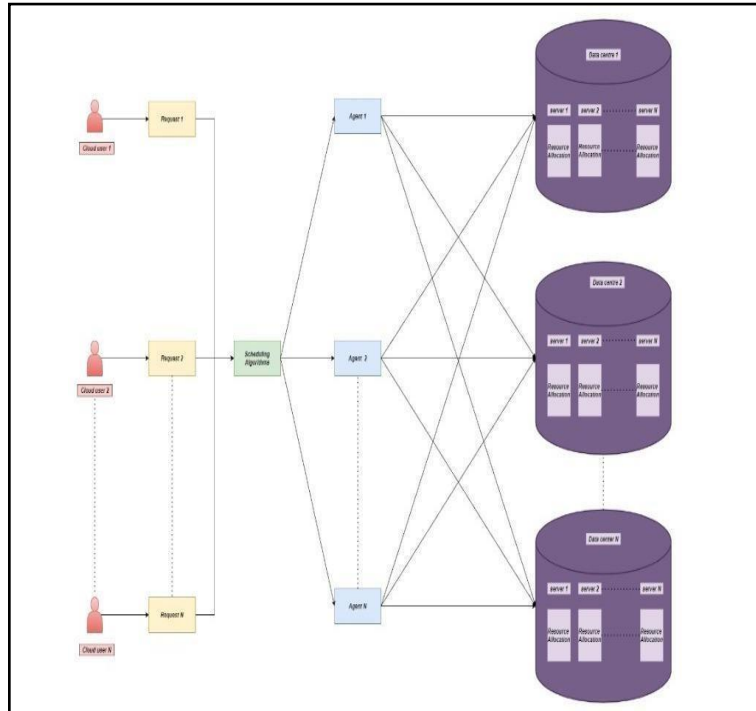 Data centre 1
server 1
server 2
server N
Resource
Allocation
Resource
Allocation
Resource
Allocation
Cloud user 1
Request 1
Agent 1
Data centre 2
server 1
server 2
server N
Resource
Allocation
Resource
Allocation
Resource
Allocation
Cloud user 2
Request 2
Scheduling
Algorithms
Agent 2
Data center N
server 1
server 2
server N
Resource
Allocation
Resource
Allocation
Resource
Allocation
Cloud user N
Request N
Agent N